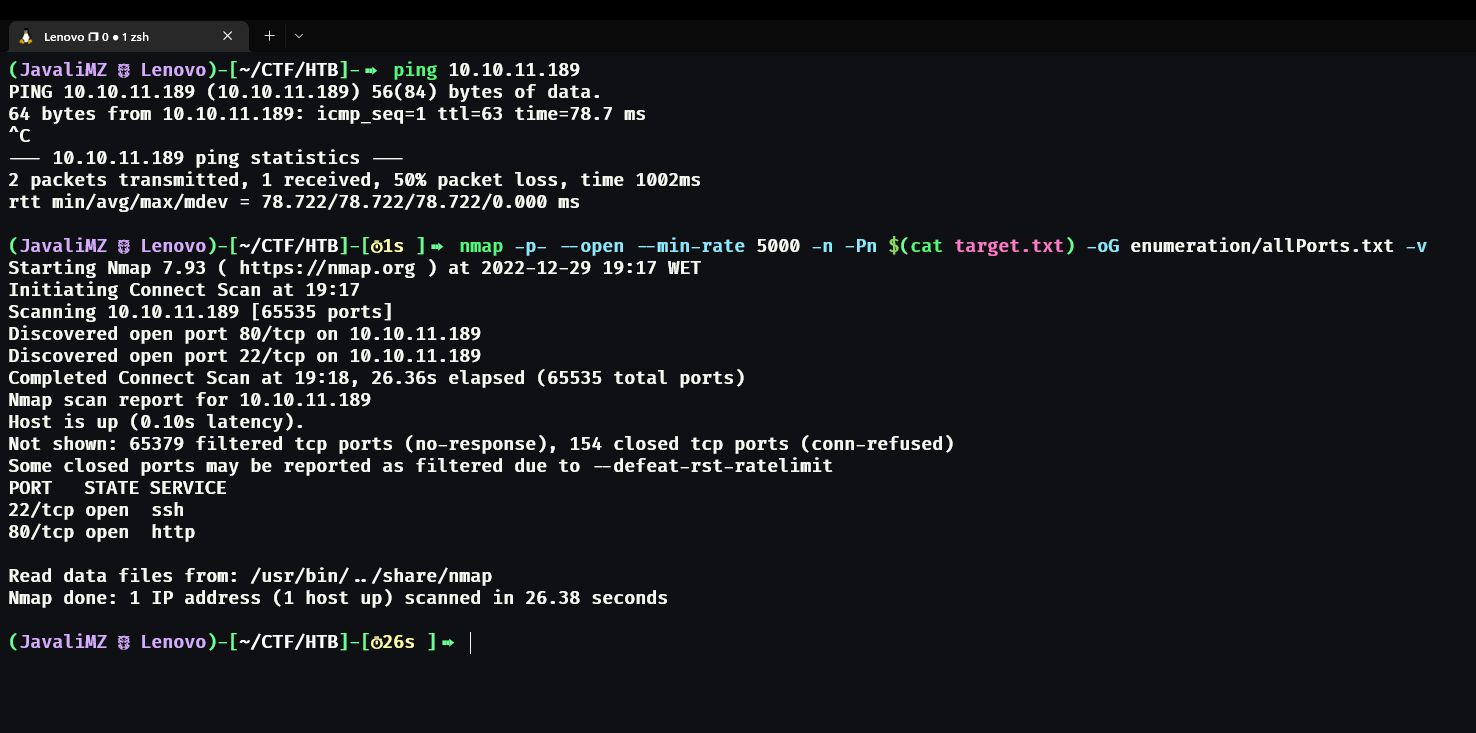 Lenovo 0 ● 1 zsh
(JavaliMZ Lenovo)-[~/CTF/HTB]-➡ ping 10.10.11.189
PING 10.10.11.189 (10.10.11.189) 56(84) bytes of data.
64 bytes from 10.10.11.189: icmp_seq=1 ttl=63 time=78.7 ms
^C
--- 10.10.11.189 ping statistics ---
2 packets transmitted, 1 received, 50% packet loss, time 1002ms
rtt min/avg/max/mdev = 78.722/78.722/78.722/0.000 ms
(JavaliMZ Lenovo)-[~/CTF/HTB]-[⏱1s ]➡ nmap -p- --open --min-rate 5000 -n -Pn $(cat target.txt) -oG enumeration/allPorts.txt -v
Starting Nmap 7.93 ( https://nmap.org ) at 2022-12-29 19:17 WET
Initiating Connect Scan at 19:17
Scanning 10.10.11.189 [65535 ports]
Discovered open port 80/tcp on 10.10.11.189
Discovered open port 22/tcp on 10.10.11.189
Completed Connect Scan at 19:18, 26.36s elapsed (65535 total ports)
Nmap scan report for 10.10.11.189
Host is up (0.10s latency).
Not shown: 65379 filtered tcp ports (no-response), 154 closed tcp ports (conn-refused)
Some closed ports may be reported as filtered due to --defeat-rst-ratelimit
PORT   STATE SERVICE
22/tcp open  ssh
80/tcp open  http
Read data files from: /usr/bin/../share/nmap
Nmap done: 1 IP address (1 host up) scanned in 26.38 seconds
(JavaliMZ Lenovo)-[~/CTF/HTB]-[⏱26s ]➡